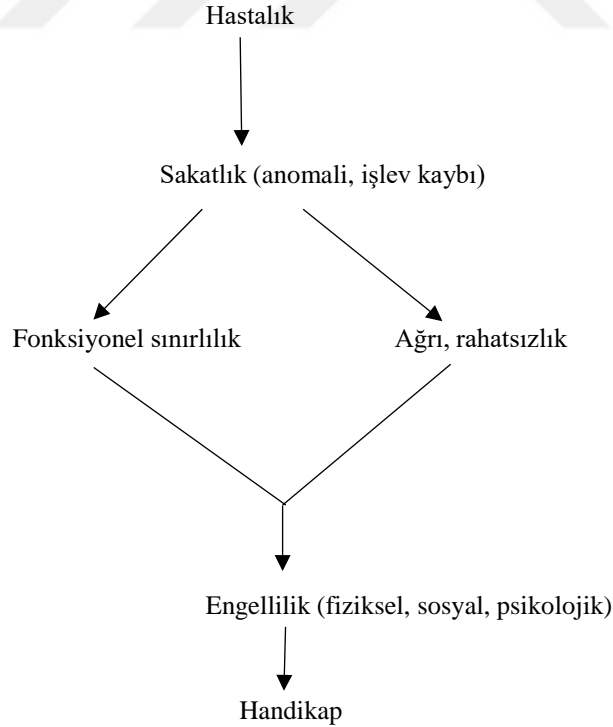 Hastalık
Sakatlık (anomali, işlev kaybı)
Fonksiyonel sınırlılık
Ağrı, rahatsızlık
Engellilik (fiziksel, sosyal, psikolojik)
Handikap